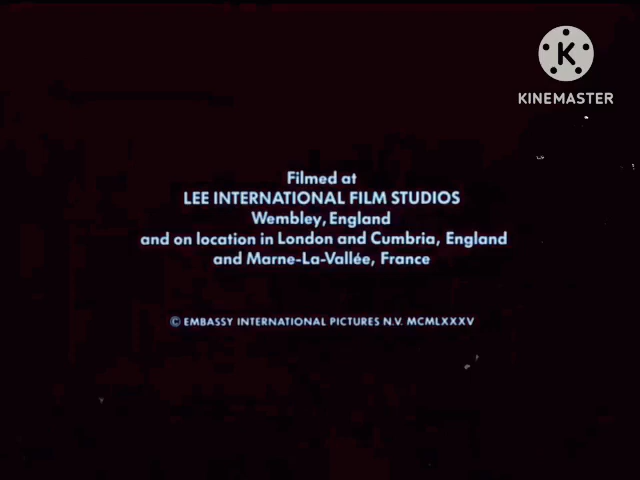 KINEMASTER
Filmed at
LEE INTERNATIONAL FILM STUDIOS
Wembley, England
and on location in London and Cumbria, England
and Marne-La-Vallée, France
© EMBASSY INTERNATIONAL PICTURES N.V. MCMLXXXV